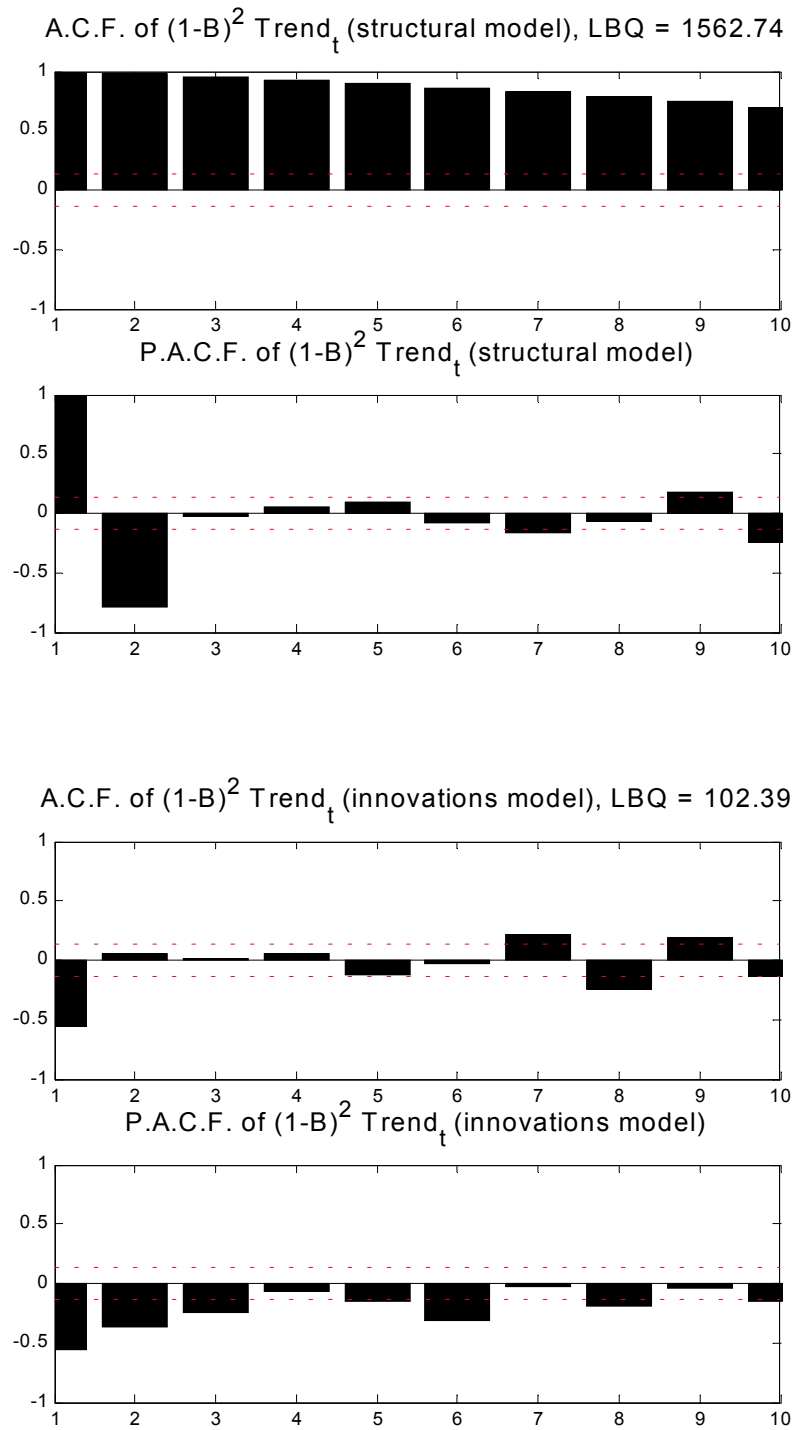 A.C.F. of (1-B)^2 Trend_t (structural model), LBQ = 1562.74
1
0.5
0
-0.5
-1
1 2 3 4 5 6 7 8 9 10
P.A.C.F. of (1-B)^2 Trend_t (structural model)
1
0.5
0
-0.5
-1
1 2 3 4 5 6 7 8 9 10
A.C.F. of (1-B)^2 Trend_t (innovations model), LBQ = 102.39
1
0.5
0
-0.5
-1
1 2 3 4 5 6 7 8 9 10
P.A.C.F. of (1-B)^2 Trend_t (innovations model)
1
0.5
0
-0.5
-1
1 2 3 4 5 6 7 8 9 10